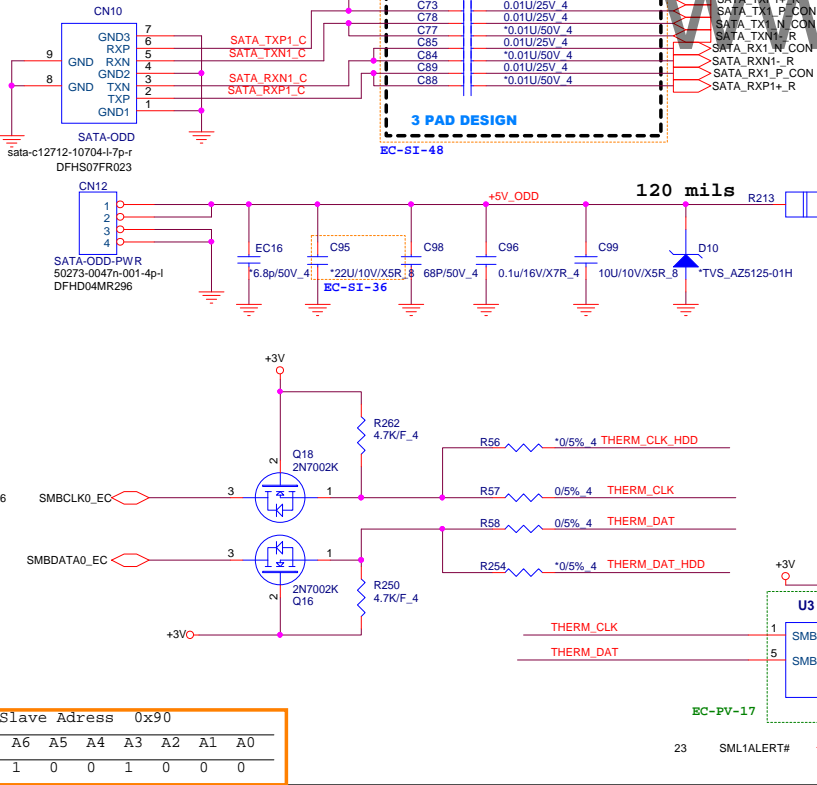 CN10
GND3 7
RXP 6
RXN 5
GND2 4
TXN 3
TXP 2
GND1 1
9 GND
8 GND
SATA_TXP1_C
SATA_TXN1_C
SATA_RXN1_C
SATA_RXP1_C
SATA-ODD
sata-c12712-10704-l-7p-r
DFHS07FR023
C73 0.01U/25V_4
C78 0.01U/25V_4
C77 *0.01U/50V_4
C85 0.01U/25V_4
C84 *0.01U/50V_4
C89 0.01U/25V_4
C88 *0.01U/50V_4
SATA_TX1_P_CON
SATA_TX1_N_CON
SATA_TXN1-_R
SATA_RX1_N_CON
SATA_RXN1-_R
SATA_RX1_P_CON
SATA_RXP1+_R
3 PAD DESIGN
EC-SI-48
CN12
1
2
3
4
SATA-ODD-PWR
50273-0047n-001-4p-l
DFHD04MR296
+5V_ODD
120 mils
R213
EC16
*6.8p/50V_4
C95
*22U/10V/X5R_8
EC-SI-36
C98
68P/50V_4
C96
0.1u/16V/X7R_4
C99
10U/10V/X5R_8
D10
*TVS_AZ5125-01H
+3V
R262
4.7K/F_4
Q18
2N7002K
2
6 SMBCLK0_EC 3 1
R56 *0/5%_4 THERM_CLK_HDD
R57 0/5%_4 THERM_CLK
R58 0/5%_4 THERM_DAT
R254 *0/5%_4 THERM_DAT_HDD
SMBDATA0_EC 3 1
2N7002K
Q16
2
R250
4.7K/F_4
+3V
+3V
U3
THERM_CLK 1 SMB
THERM_DAT 5 SMB
EC-PV-17
23 SML1ALERT#
Slave Adress 0x90
A6 A5 A4 A3 A2 A1 A0
1 0 0 1 0 0 0